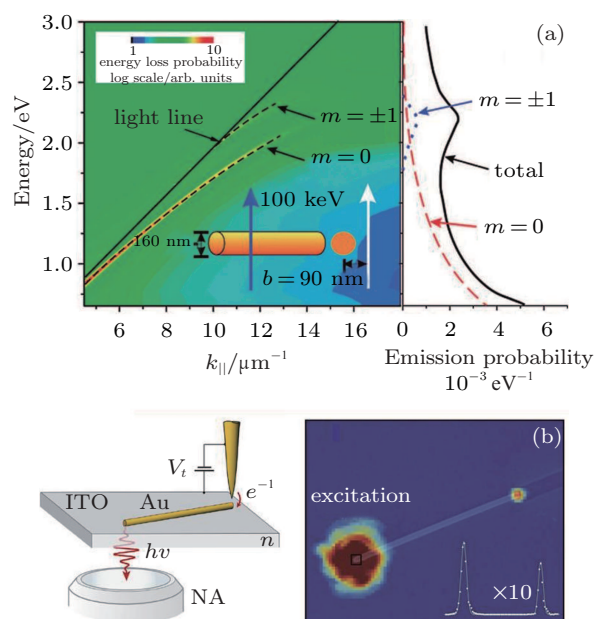 (a)
1 10
energy loss probability
log scale/arb. units
light line
m = ±1
m = 0
100 keV
160 nm
b = 90 nm
Energy/eV
3.0
2.5
2.0
1.5
1.0
6 8 10 12 14 16
k||/μm⁻¹
m = ±1
total
m = 0
0 2 4 6
Emission probability
10⁻³ eV⁻¹
Vt
ITO Au
e⁻¹
n
hν
NA
(b)
excitation
×10